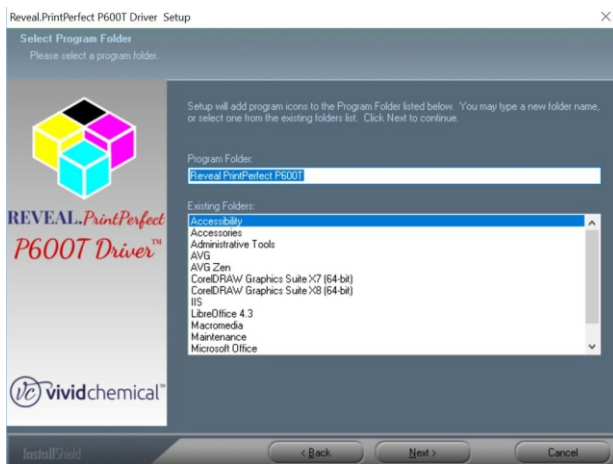 Reveal.PrintPerfect P600T Driver Setup
Select Program Folder
Please select a program folder.
Setup will add program icons to the Program Folder listed below. You may type a new folder name,
or select one from the existing folders list. Click Next to continue.
Program Folder:
Reveal PrintPerfect P600T
Existing Folders:
Accessibility
Accessories
Administrative Tools
AVG
AVG Zen
CorelDRAW Graphics Suite X7 (64-bit)
CorelDRAW Graphics Suite X8 (64-bit)
IIS
LibreOffice 4.3
Macromedia
Maintenance
Microsoft Office
REVEAL.PrintPerfect
P600T Driver™
vc vividchemical™
InstallShield
< Back
Next >
Cancel